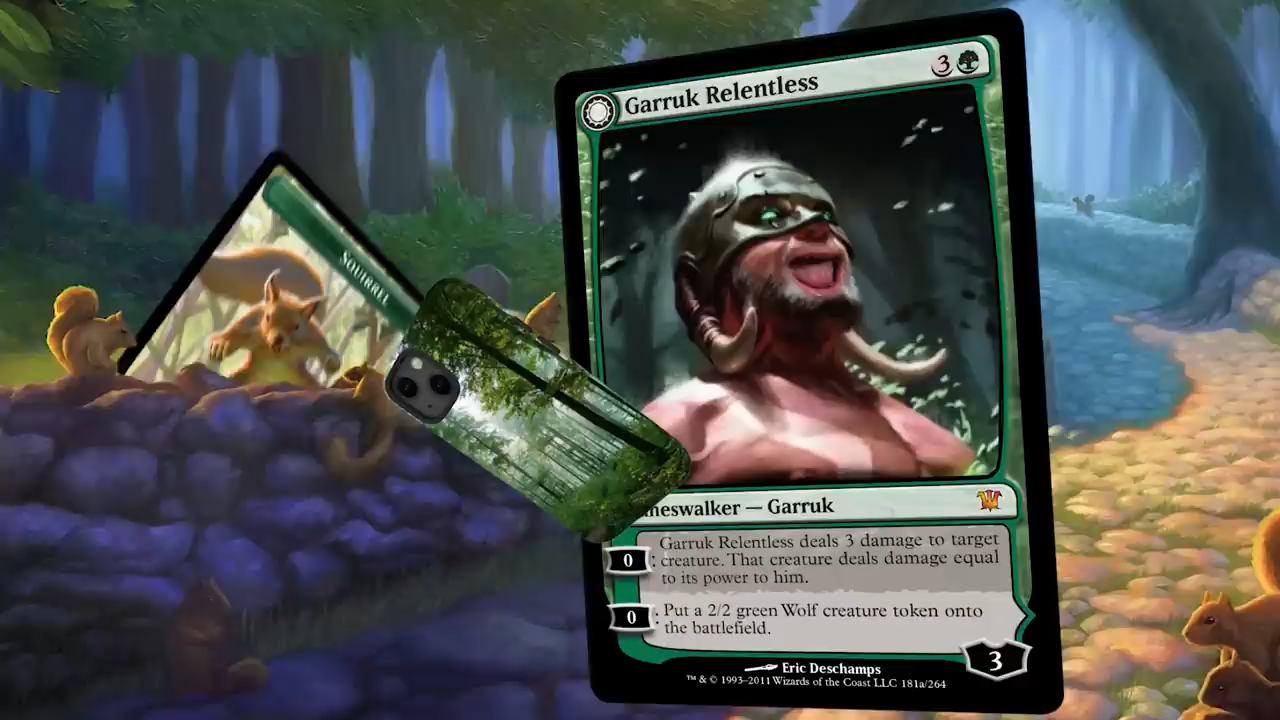 SQUIRREL
Garruk Relentless 3
neswalker — Garruk
0 : Garruk Relentless deals 3 damage to target
creature. That creature deals damage equal
to its power to him.
0 : Put a 2/2 green Wolf creature token onto
the battlefield.
3
Eric Deschamps
™ & © 1993–2011 Wizards of the Coast LLC 181a/264